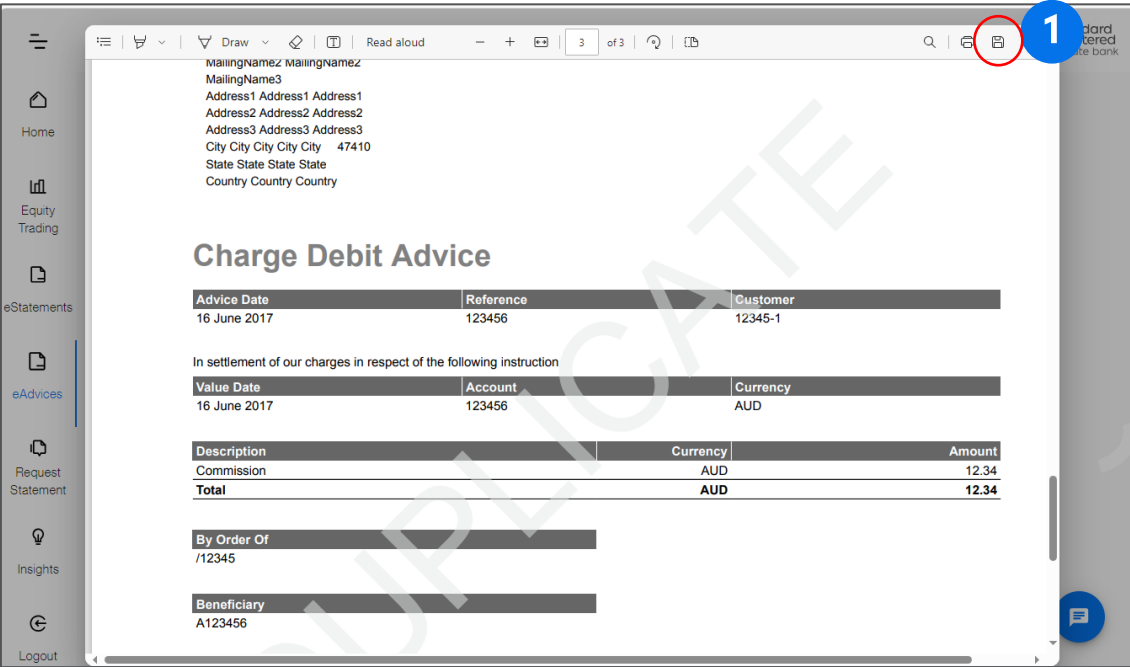 Draw
Read aloud
3 of 3
1
MailingName2 MailingName2
MailingName3
Address1 Address1 Address1
Address2 Address2 Address2
Address3 Address3 Address3
City City City City City 47410
State State State State
Country Country Country
Home
Equity
Trading
eStatements
eAdvices
Request
Statement
Insights
Logout
Charge Debit Advice
Advice Date Reference Customer
16 June 2017 123456 12345-1
In settlement of our charges in respect of the following instruction
Value Date Account Currency
16 June 2017 123456 AUD
Description Currency Amount
Commission AUD 12.34
Total AUD 12.34
By Order Of
/12345
Beneficiary
A123456
DUPLICATE
bank